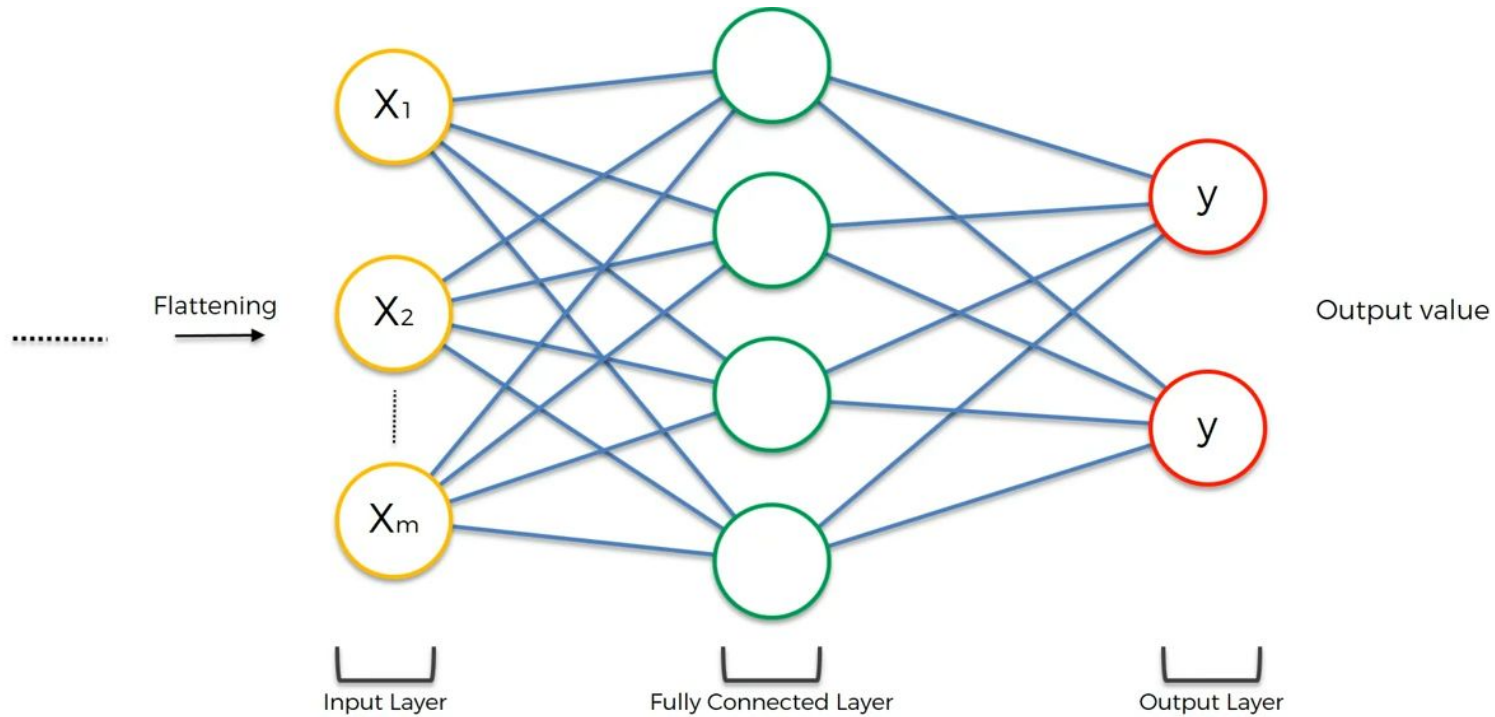 X₁
X₂
Xₘ
Flattening
y
y
Output value
Input Layer
Fully Connected Layer
Output Layer